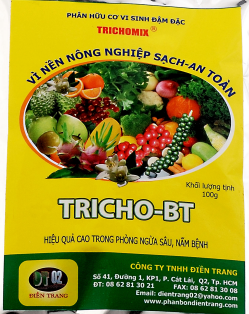 PHÂN HỮU CƠ VI SINH ĐẬM ĐẶC
TRICHOMIX®
VÌ NỀN NÔNG NGHIỆP SẠCH-AN TOÀN
Khối lượng tịnh
100g
TRICHO-BT
HIỆU QUẢ CAO TRONG PHÒNG NGỪA SÂU, NẤM BỆNH
ĐT 02
ĐIỀN TRANG
CÔNG TY TNHH ĐIỀN TRANG
Số 41, Đường 1, KP1, P. Cát Lái, Q2, Tp. HCM
ĐT: 08 62 81 30 21 FAX: 08 62 81 30 08
Email: dientrang02@yahoo.com
www.phanbondientrang.com